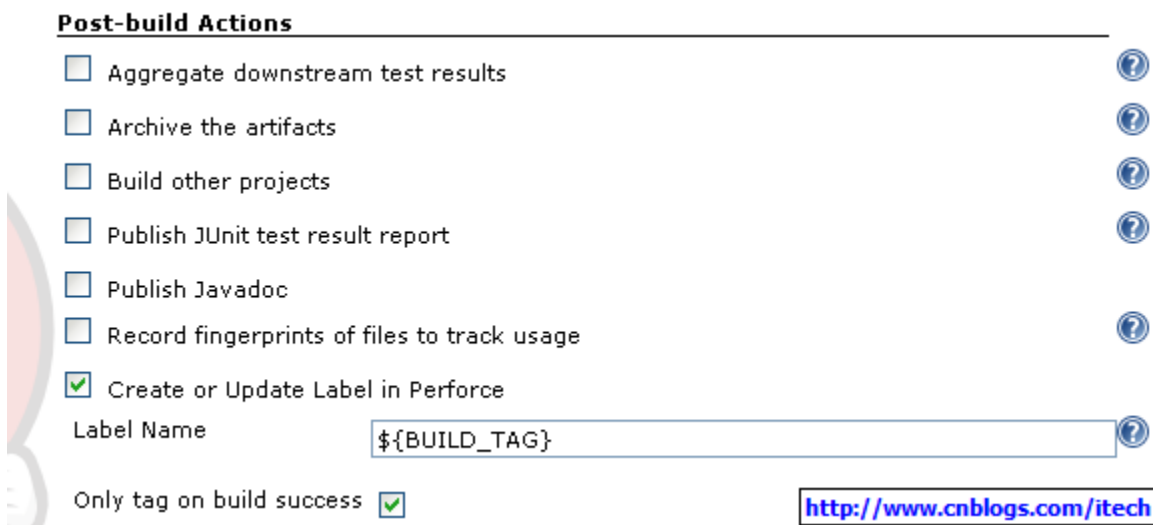 Post-build Actions
Aggregate downstream test results
Archive the artifacts
Build other projects
Publish JUnit test result report
Publish Javadoc
Record fingerprints of files to track usage
Create or Update Label in Perforce
Label Name ${BUILD_TAG}
Only tag on build success
http://www.cnblogs.com/itech